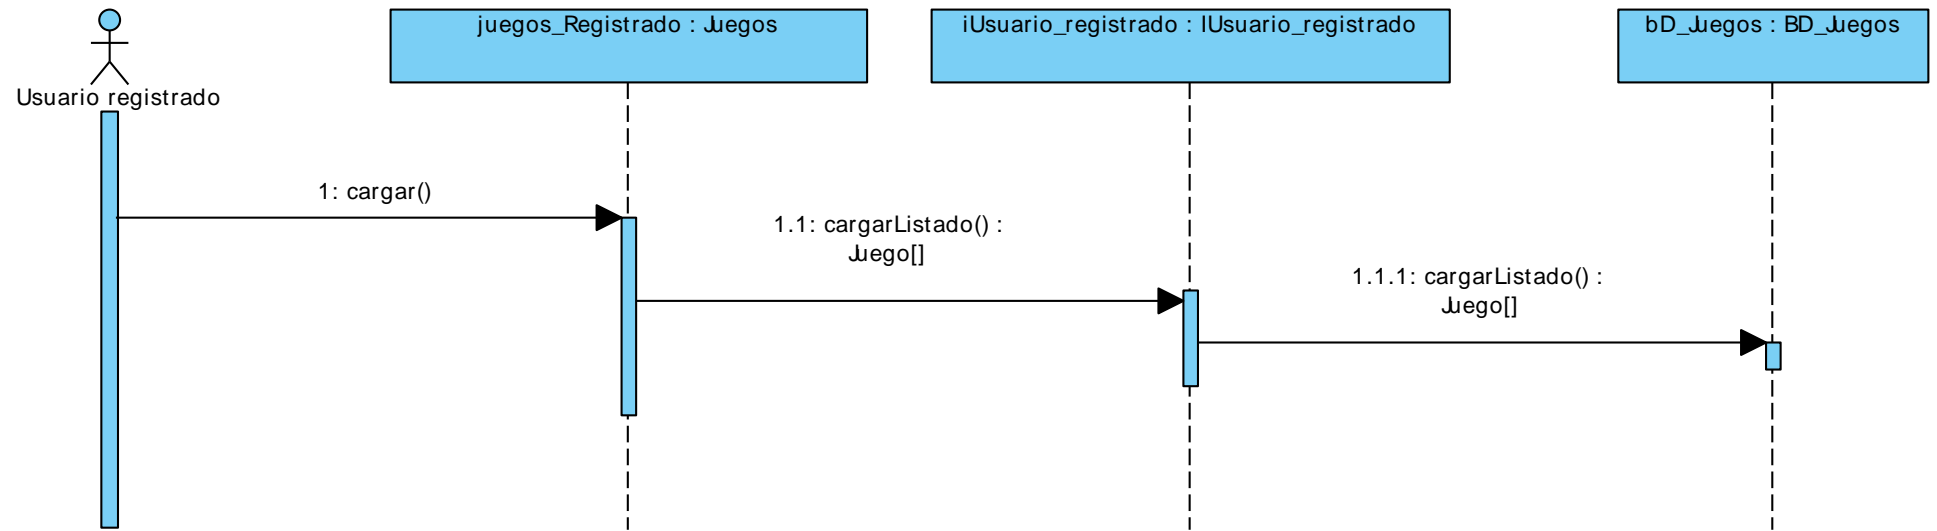 juegos_Registrado : Juegos
iUsuario_registrado : IUsuario_registrado
bD_Juegos : BD_Juegos
Usuario registrado
1: cargar()
1.1: cargarListado() :
Juego[]
1.1.1: cargarListado() :
Juego[]